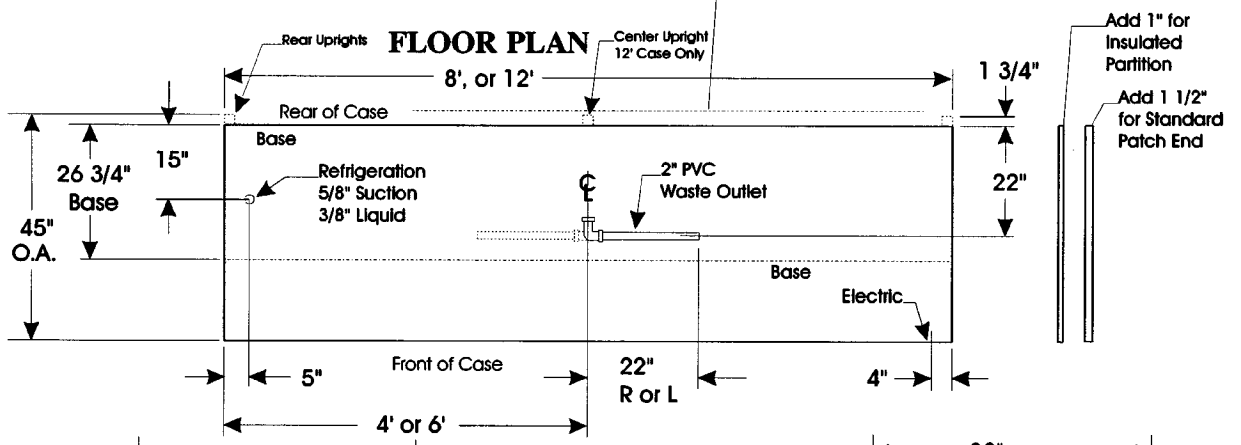 Add 1" for
Insulated
Partition
Rear Uprights
FLOOR PLAN
Center Upright
12' Case Only
8', or 12'
1 3/4"
Add 1 1/2"
for Standard
Patch End
Rear of Case
Base
15"
26 3/4"
Base
Refrigeration
5/8" Suction
3/8" Liquid
℄
2" PVC
Waste Outlet
22"
45"
O.A.
Base
Electric
Front of Case
5"
22"
R or L
4"
4' or 6'